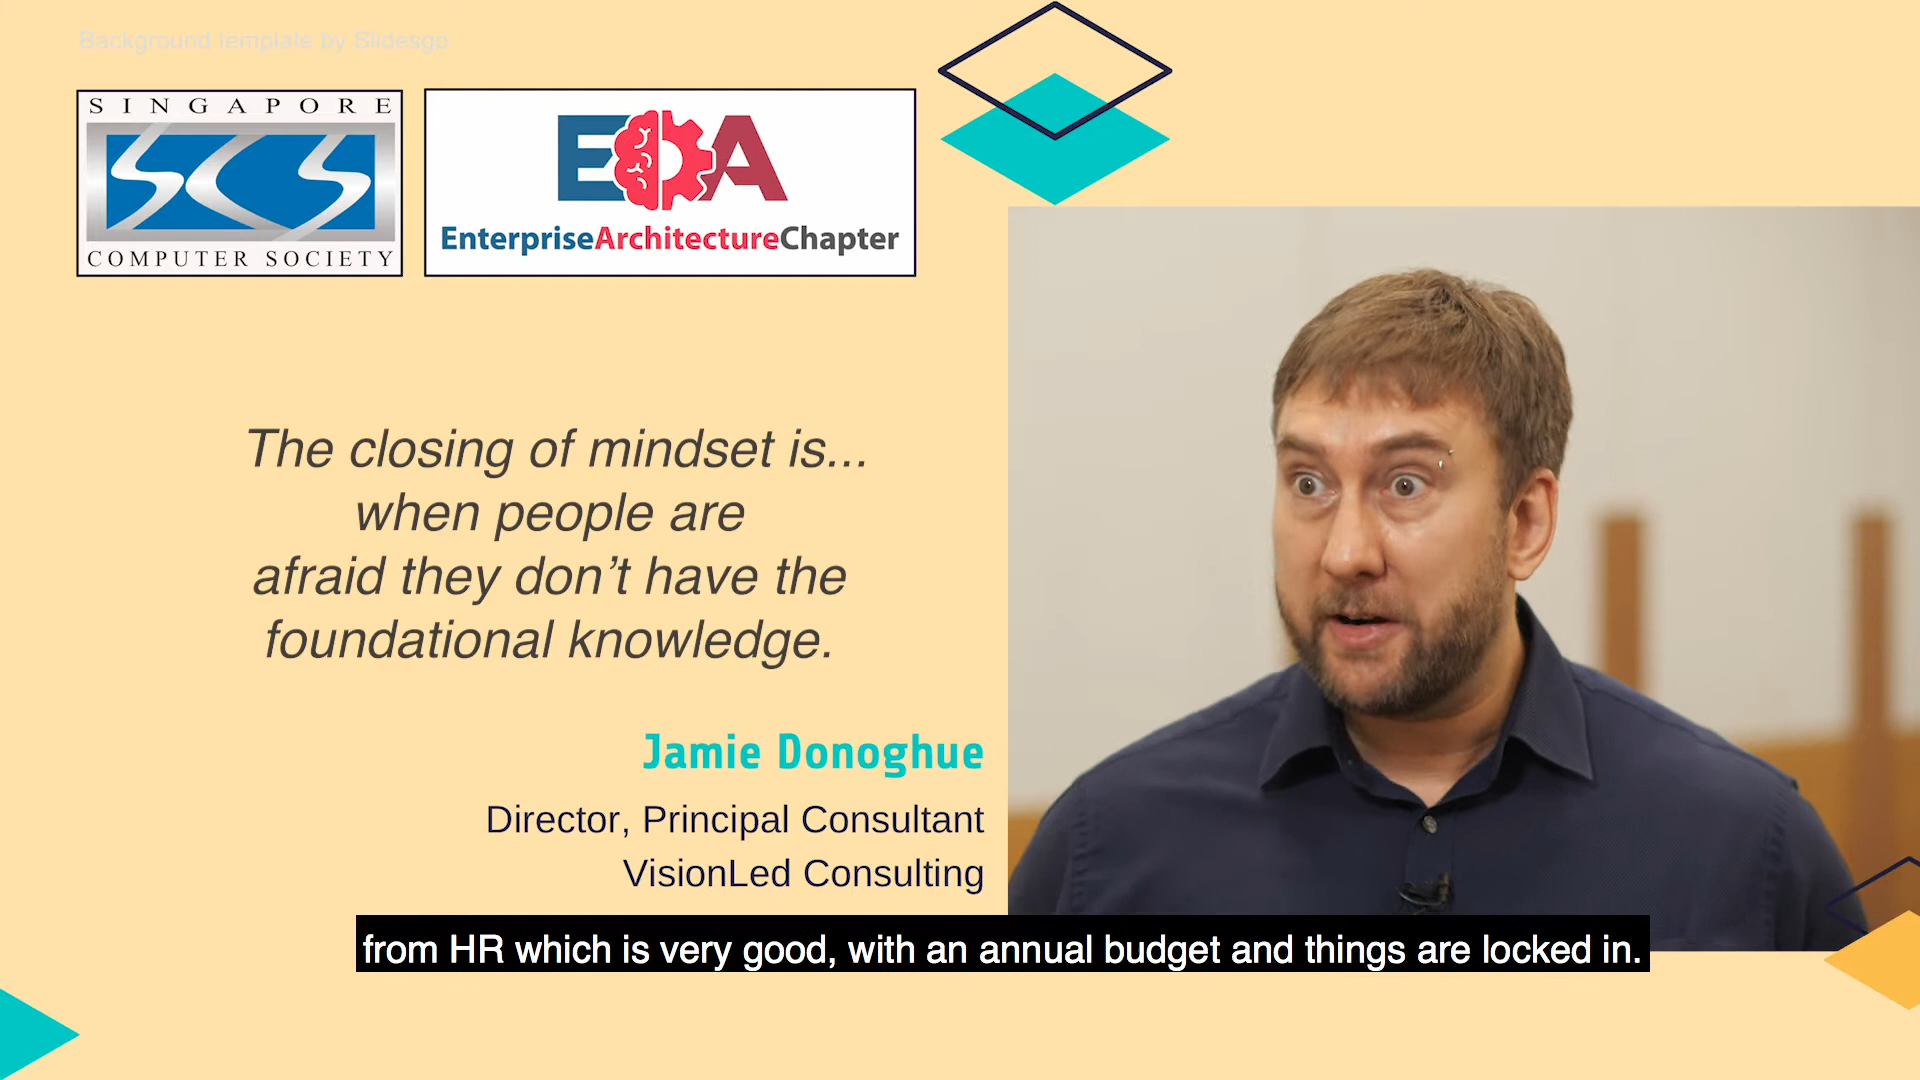 Background template by Slidesgo
SINGAPORE
SCS
COMPUTER SOCIETY
EA
EnterpriseArchitectureChapter
The closing of mindset is...
when people are
afraid they don’t have the
foundational knowledge.
Jamie Donoghue
Director, Principal Consultant
VisionLed Consulting
from HR which is very good, with an annual budget and things are locked in.